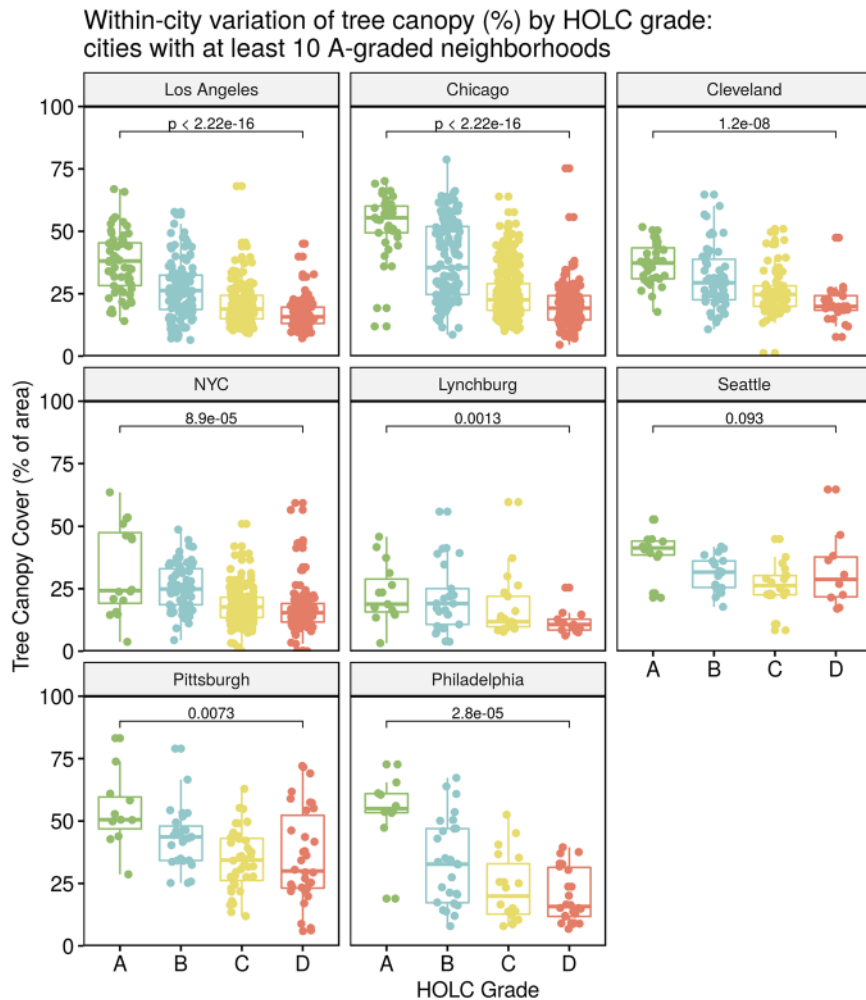 Within-city variation of tree canopy (%) by HOLC grade:
cities with at least 10 A-graded neighborhoods
Los Angeles
Chicago
Cleveland
100
75
50
25
0
p < 2.22e-16
p < 2.22e-16
1.2e-08
NYC
Lynchburg
Seattle
100
75
50
25
0
8.9e-05
0.0013
0.093
A B C D
Pittsburgh
Philadelphia
100
75
50
25
0
0.0073
2.8e-05
A B C D
A B C D
Tree Canopy Cover (% of area)
HOLC Grade